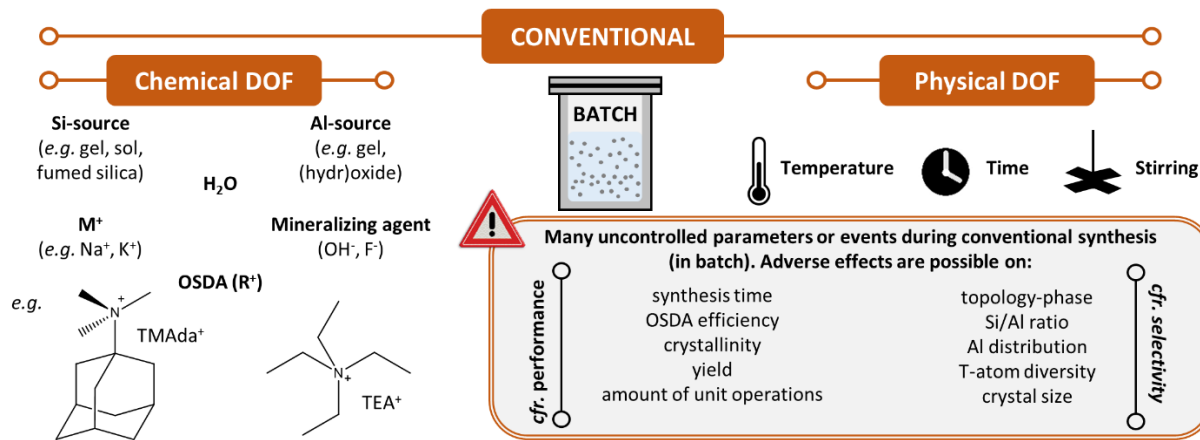 CONVENTIONAL
Chemical DOF
Physical DOF
Si-source
(e.g. gel, sol,
fumed silica)
Al-source
(e.g. gel,
(hydr)oxide)
H₂O
M⁺
(e.g. Na⁺, K⁺)
Mineralizing agent
(OH⁻, F⁻)
OSDA (R⁺)
e.g.
N⁺
TMAda⁺
N⁺
TEA⁺
BATCH
Temperature
Time
Stirring
!
Many uncontrolled parameters or events during conventional synthesis
(in batch). Adverse effects are possible on:
cfr. performance
synthesis time
OSDA efficiency
crystallinity
yield
amount of unit operations
topology-phase
Si/Al ratio
Al distribution
T-atom diversity
crystal size
cfr. selectivity